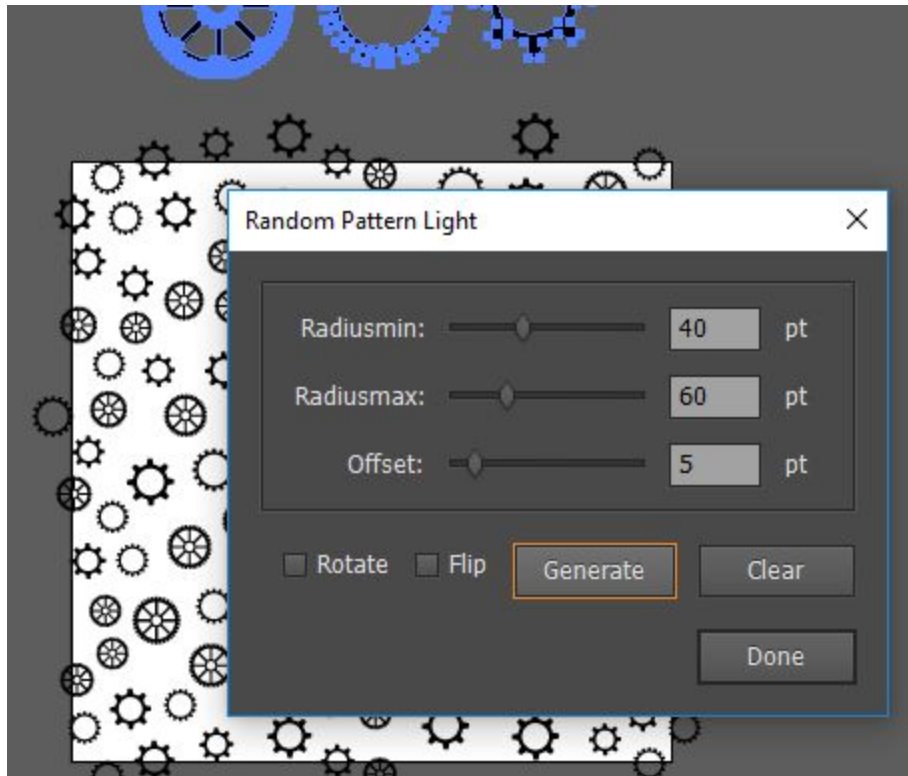 Random Pattern Light
Radiusmin: 40 pt
Radiusmax: 60 pt
Offset: 5 pt
Rotate Flip Generate Clear
Done